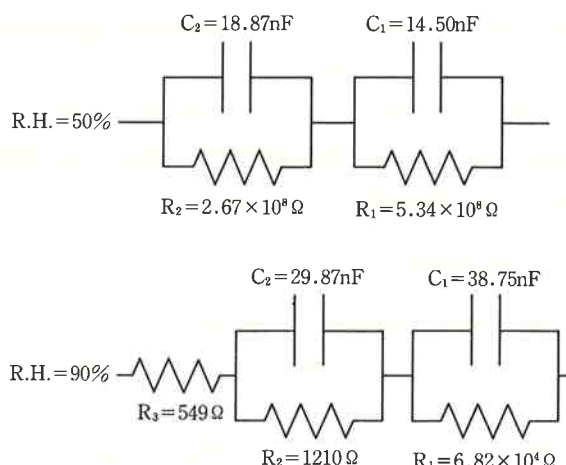 C₂=18.87nF C₁=14.50nF
R.H.=50%
R₂=2.67×10⁸Ω R₁=5.34×10⁸Ω
C₂=29.87nF C₁=38.75nF
R.H.=90%
R₃=549Ω
R₂=1210Ω R₁=6.82×10⁴Ω